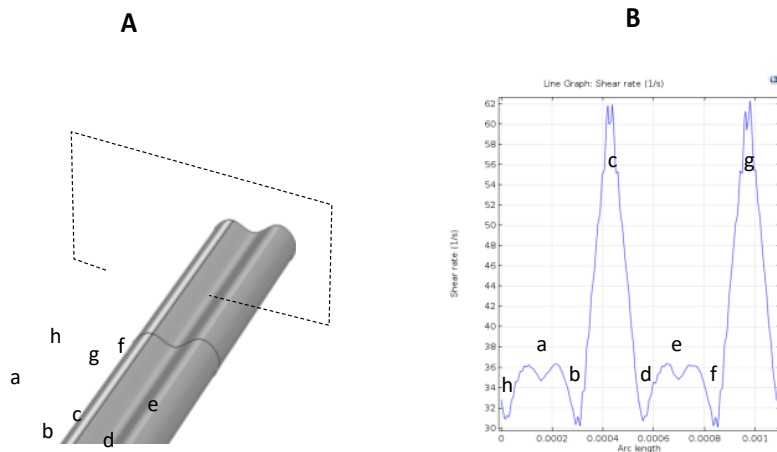 A
B
Line Graph: Shear rate (1/s)
Shear rate (1/s)
62
60
58
56
54
52
50
48
46
44
42
40
38
36
34
32
30
0
0.0002
0.0004
0.0006
0.0008
0.001
Arc length
h
a
b
c
d
e
f
g
h
g
f
a
e
c
b
d